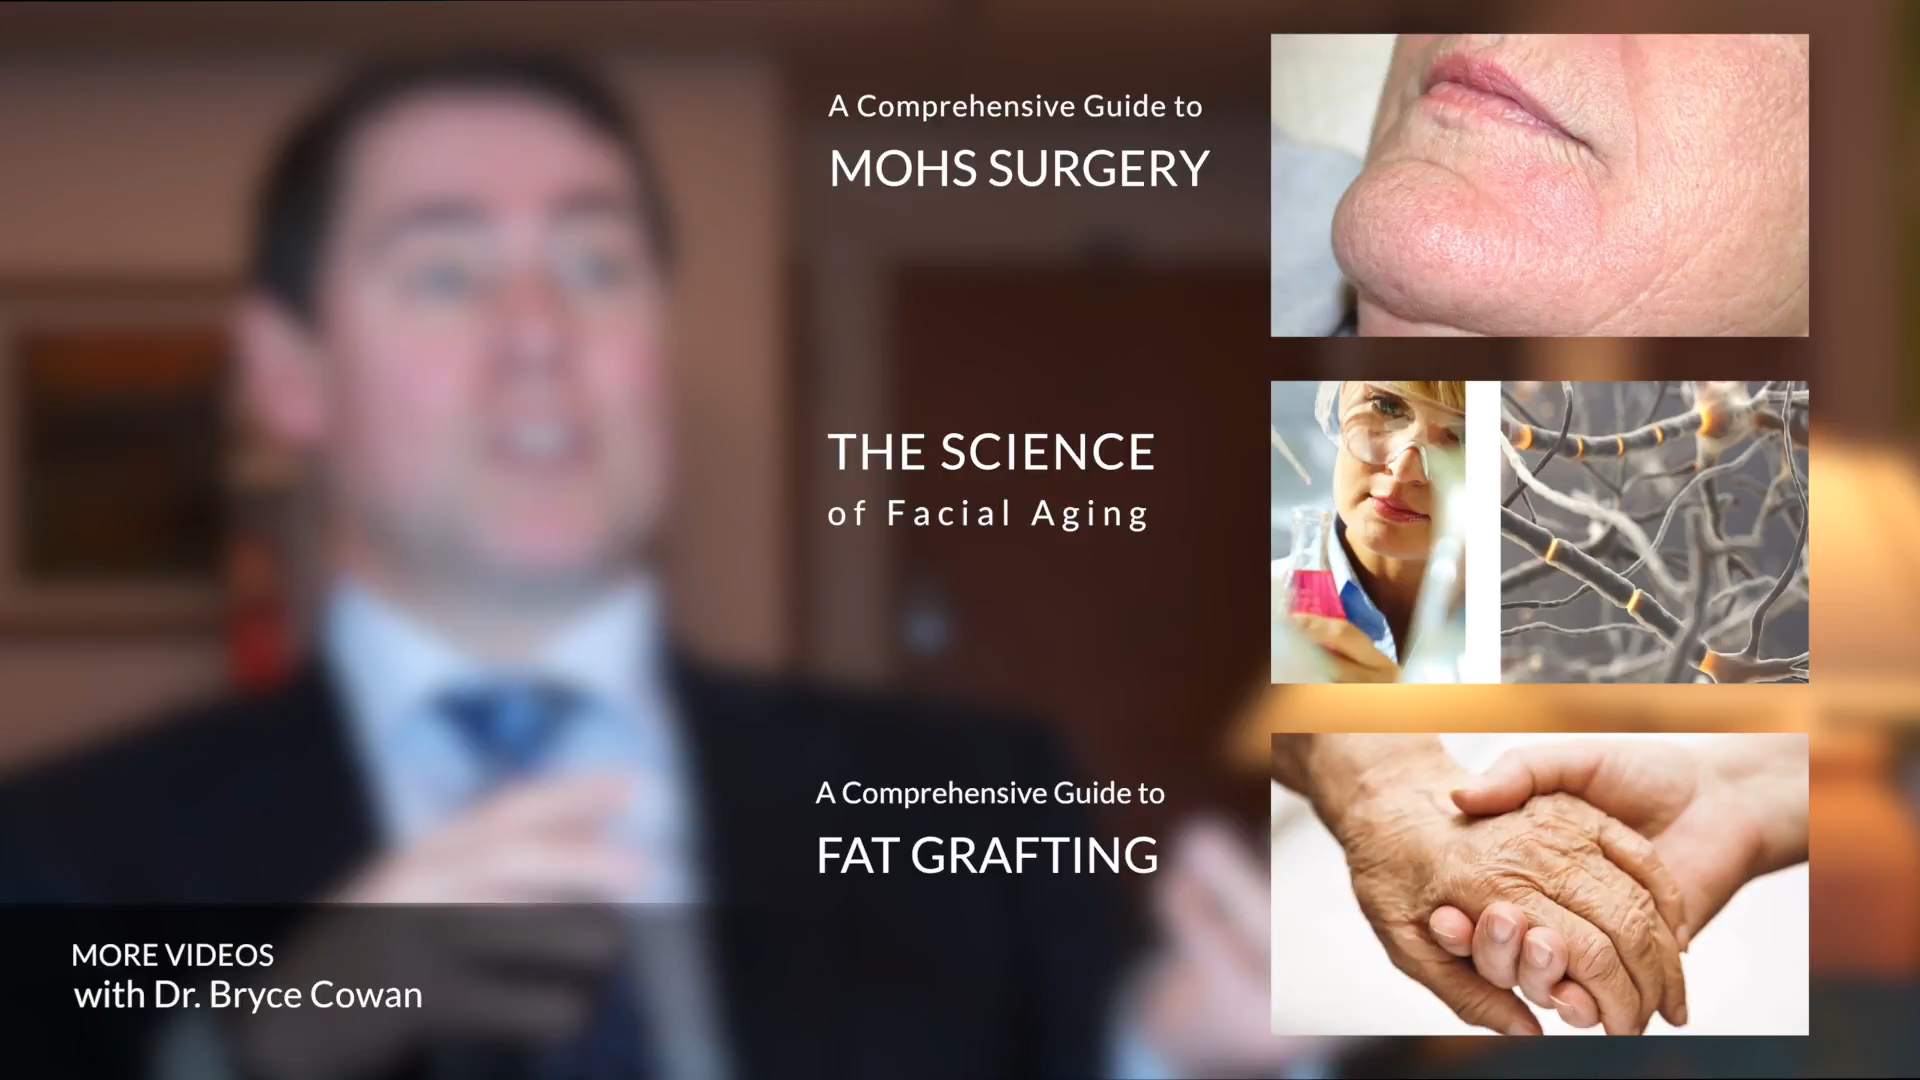 A Comprehensive Guide to
MOHS SURGERY
THE SCIENCE
of Facial Aging
A Comprehensive Guide to
FAT GRAFTING
MORE VIDEOS
with Dr. Bryce Cowan